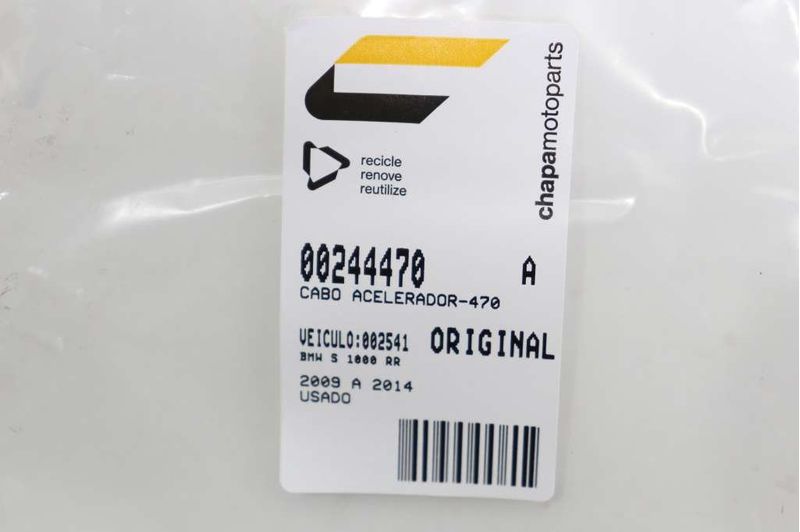 chapamotoparts
recicle
renove
reutilize
00244470 A
CABO ACELERADOR-470
VEICULO:002541 ORIGINAL
BMW S 1000 RR
2009 A 2014
USADO